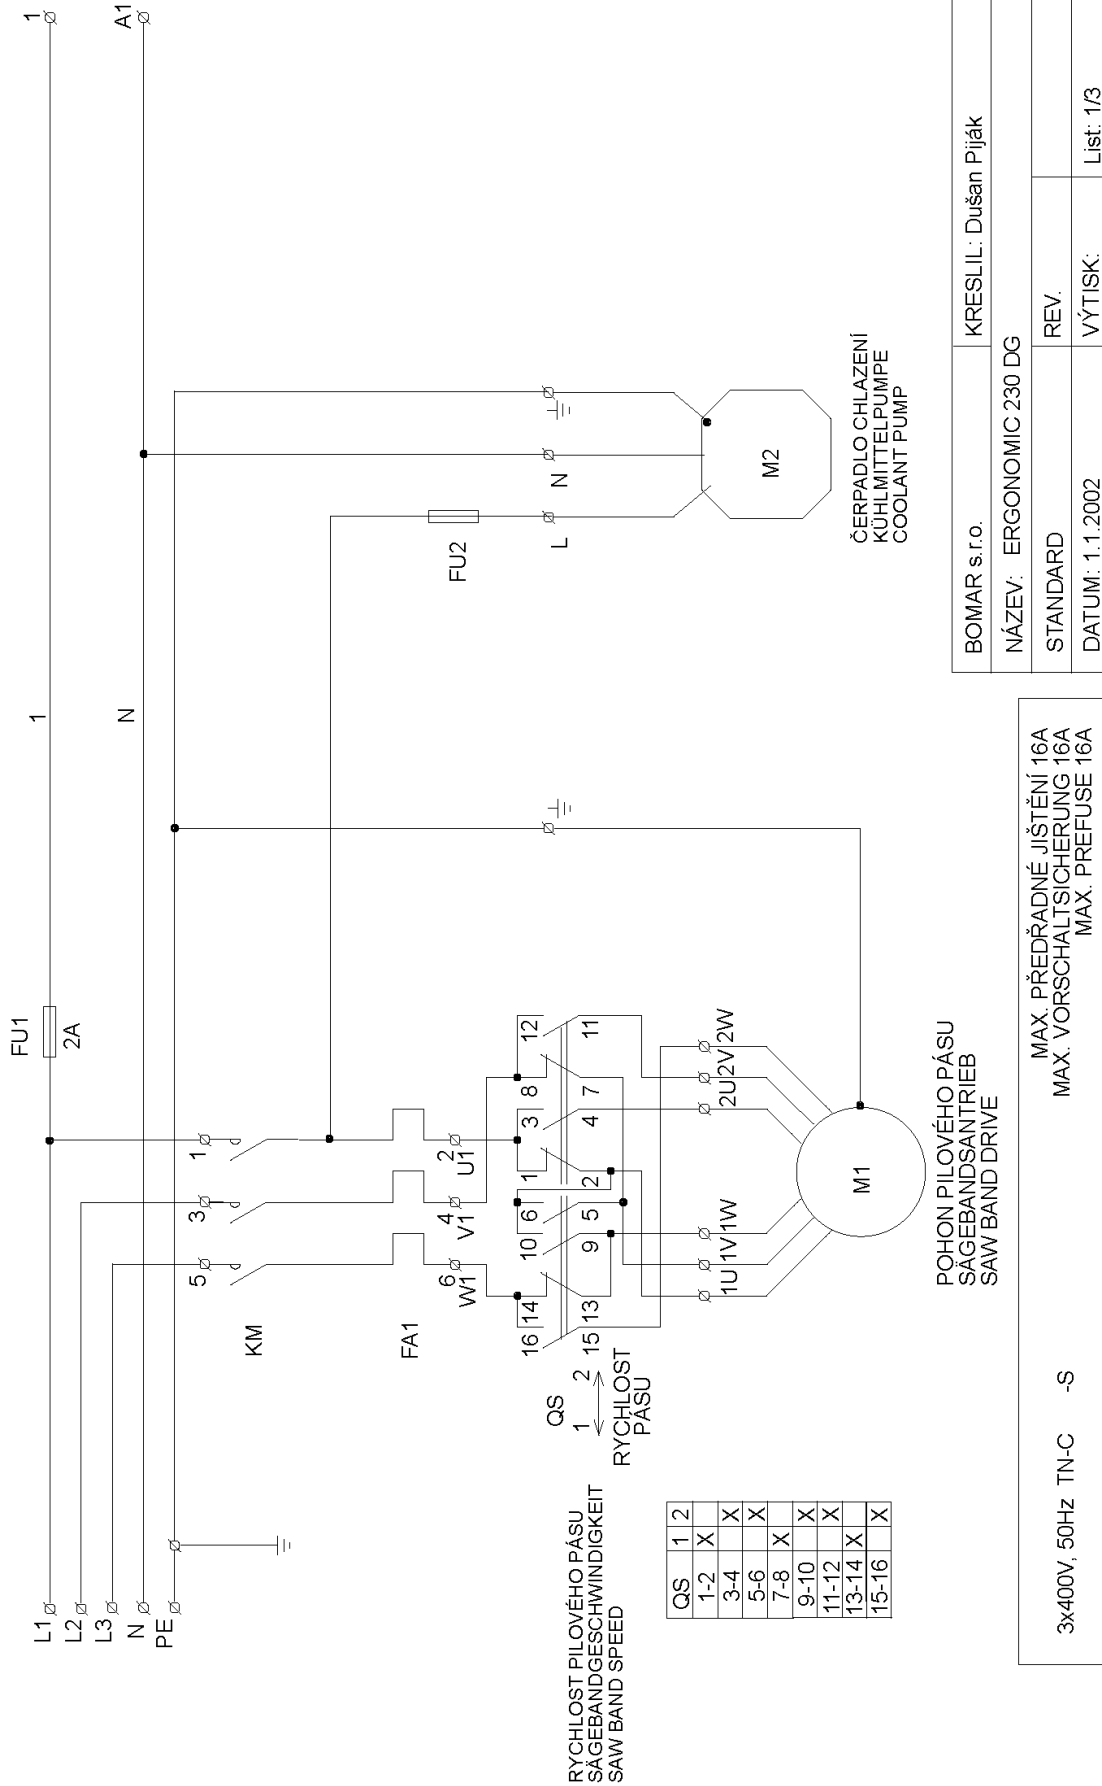 L1
L2
L3
N
PE
FU1
2A
1
N
1
A1
KM
5
3
1
FA1
6
4
2
W1
V1
U1
QS
1 2
RYCHLOST
PÁSU
16
14
10
6
1
3
8
12
15
13
9
5
2
4
7
11
1U
1V
1W
2U
2V
2W
M1
POHON PILOVÉHO PÁSU
SÄGEBANDSANTRIEB
SAW BAND DRIVE
FU2
L
N
M2
ČERPADLO CHLAZENÍ
KÜHLMITTELPUMPE
COOLANT PUMP
RYCHLOST PILOVÉHO PÁSU
SÄGEBANDGESCHWINDIGKEIT
SAW BAND SPEED
QS 1 2
1-2 X
3-4 X
5-6 X
7-8 X
9-10 X
11-12 X
13-14 X
15-16 X
3x400V, 50Hz TN-C -S
MAX. PŘEDŘADNÉ JIŠTĚNÍ 16A
MAX. VORSCHALTSICHERUNG 16A
MAX. PREFUSE 16A
BOMAR s.r.o.
KRESLIL: Dušan Piják
NÁZEV: ERGONOMIC 230 DG
STANDARD
REV.
DATUM: 1.1.2002
VÝTISK:
List: 1/3